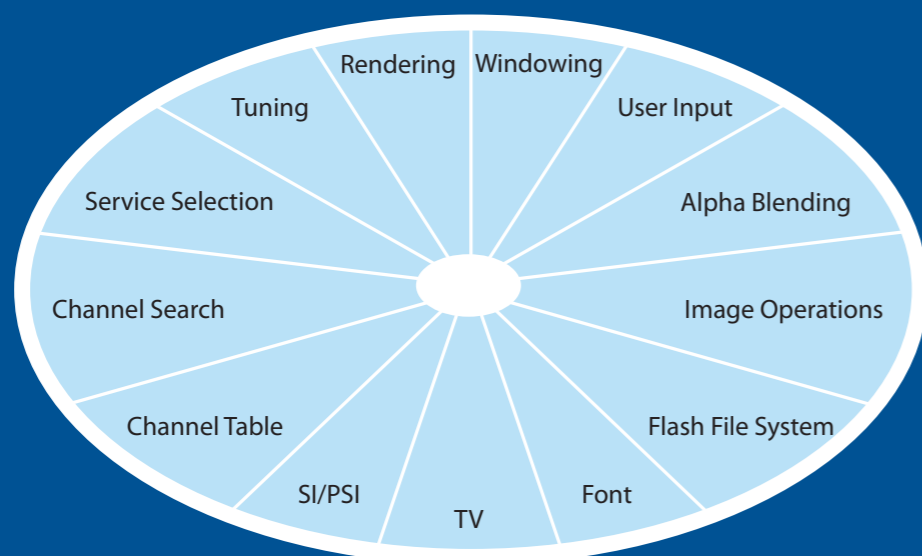 Rendering
Windowing
Tuning
User Input
Service Selection
Alpha Blending
Channel Search
Image Operations
Channel Table
Flash File System
SI/PSI
Font
TV